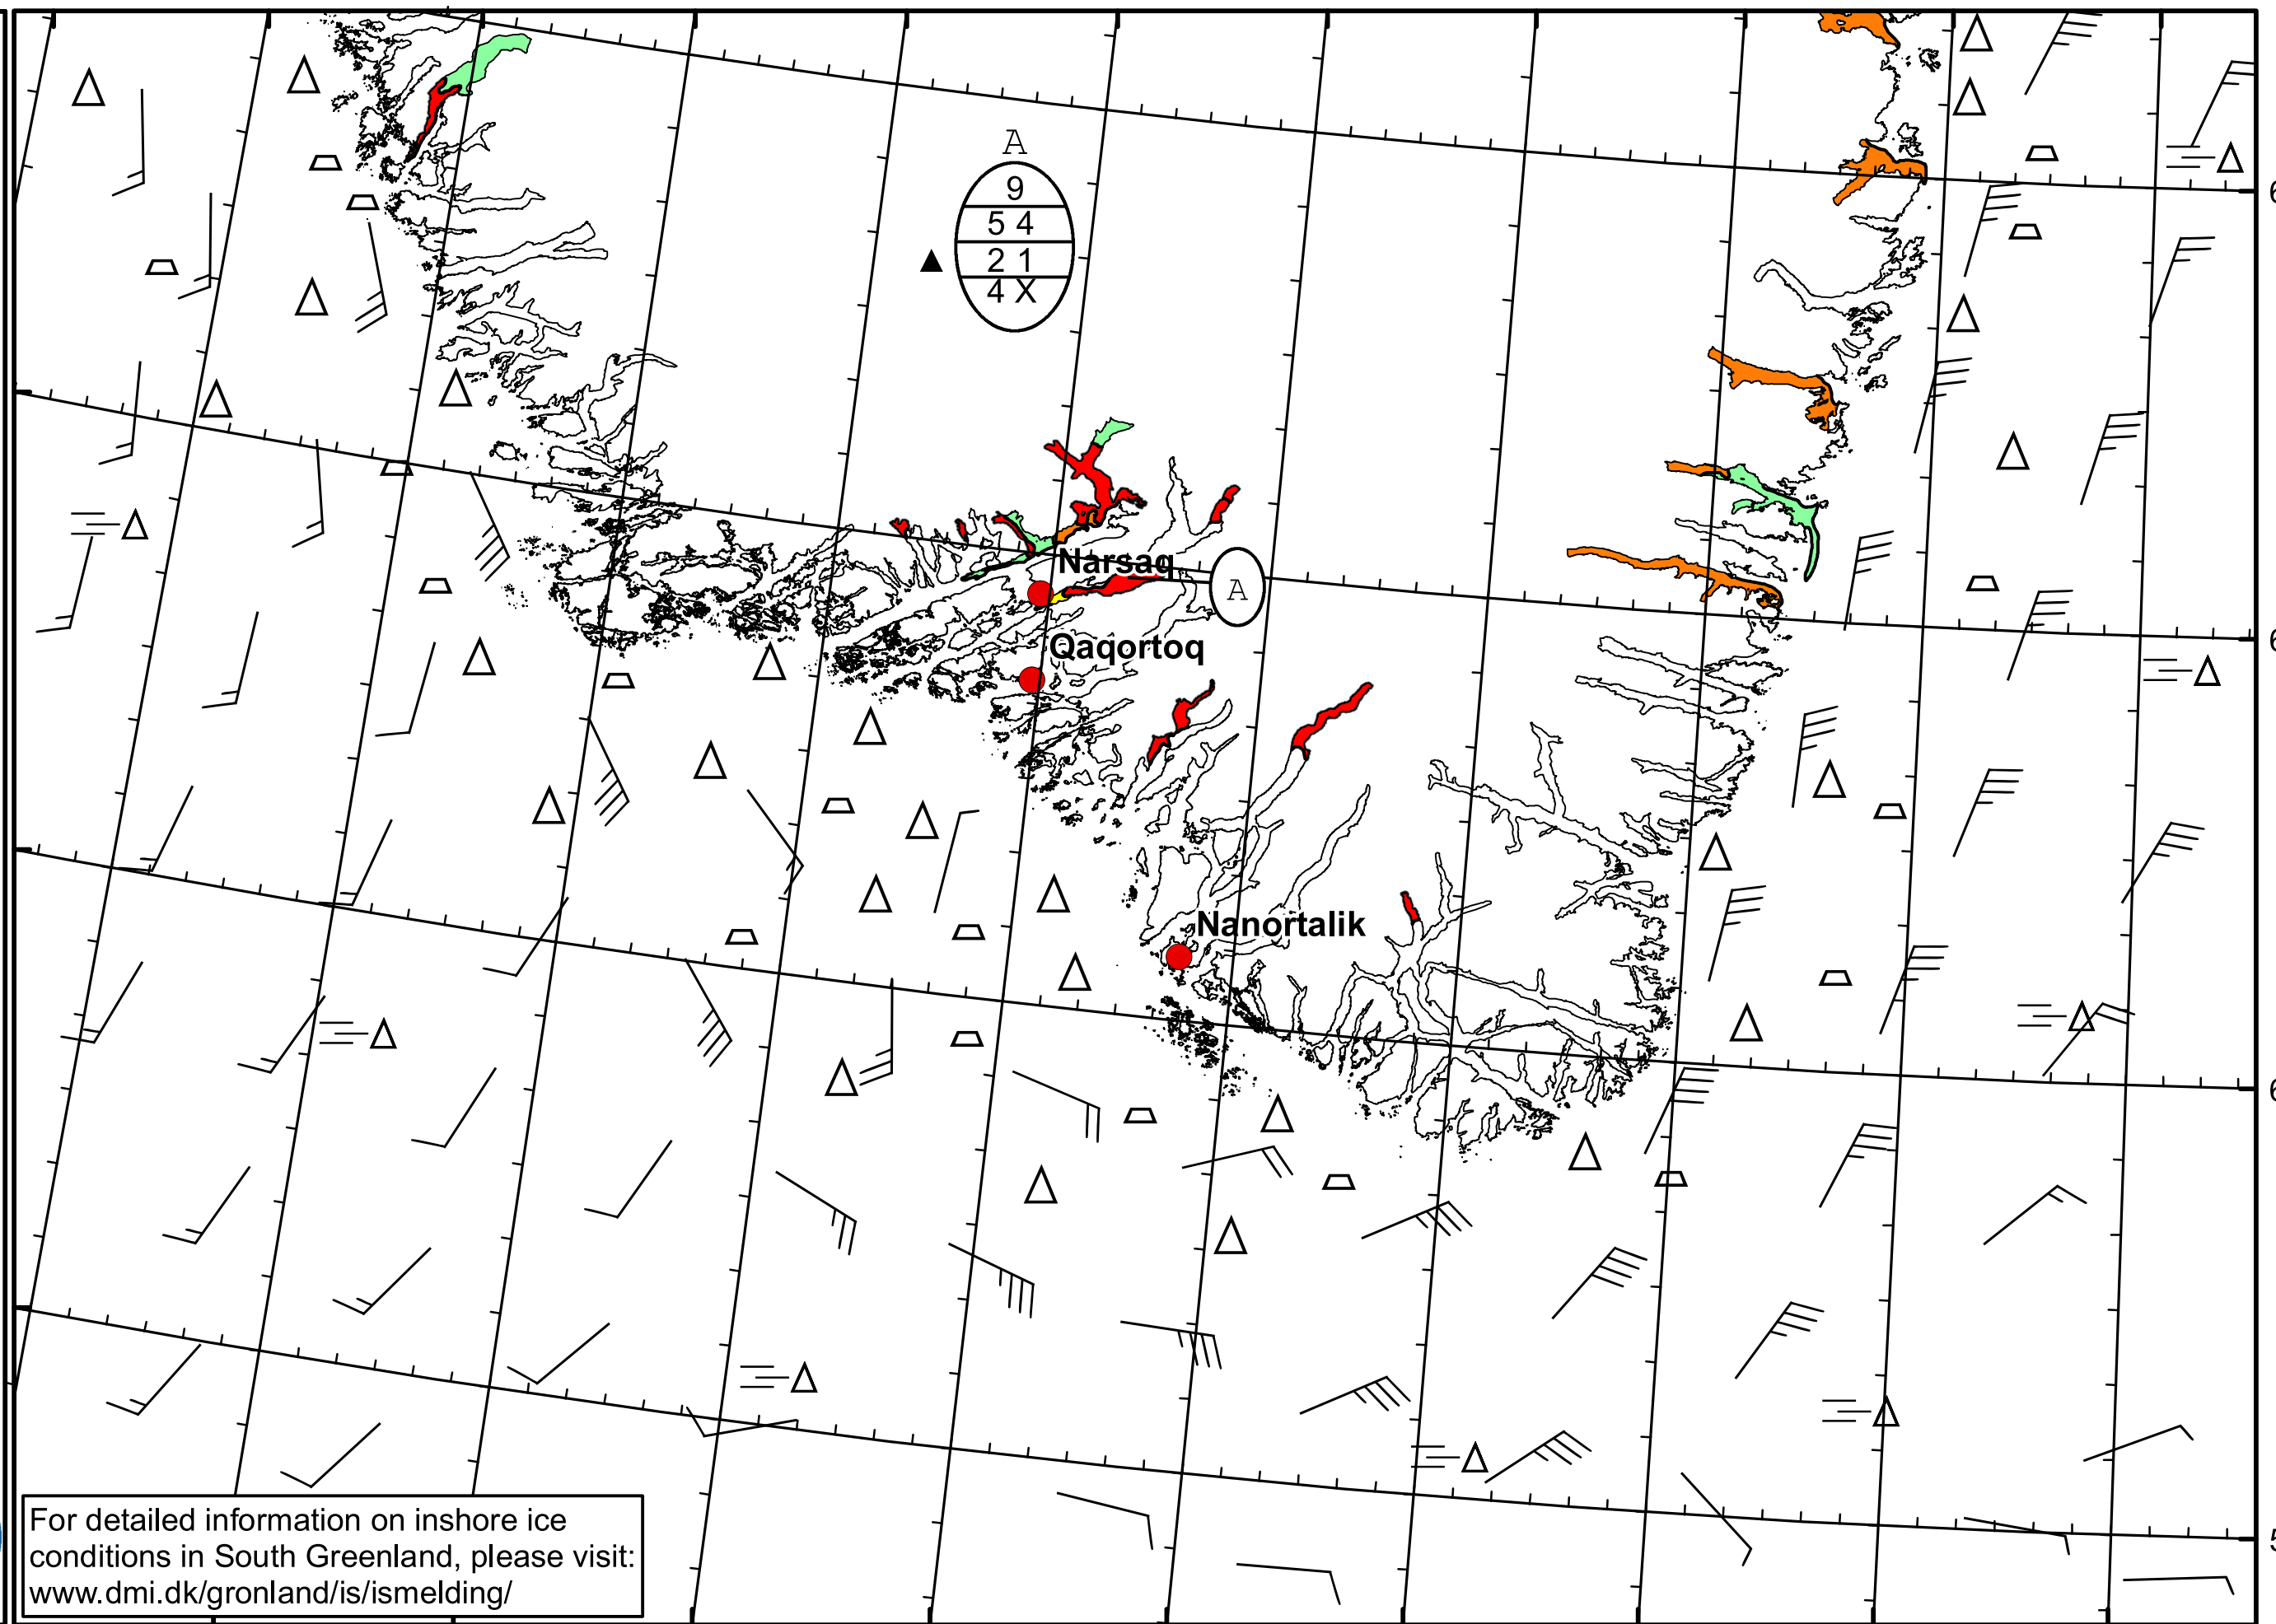 A
9
5 4
2 1
4 X
Narsaq
A
Qaqortoq
Nanortalik
For detailed information on inshore ice
conditions in South Greenland, please visit:
www.dmi.dk/gronland/is/ismelding/